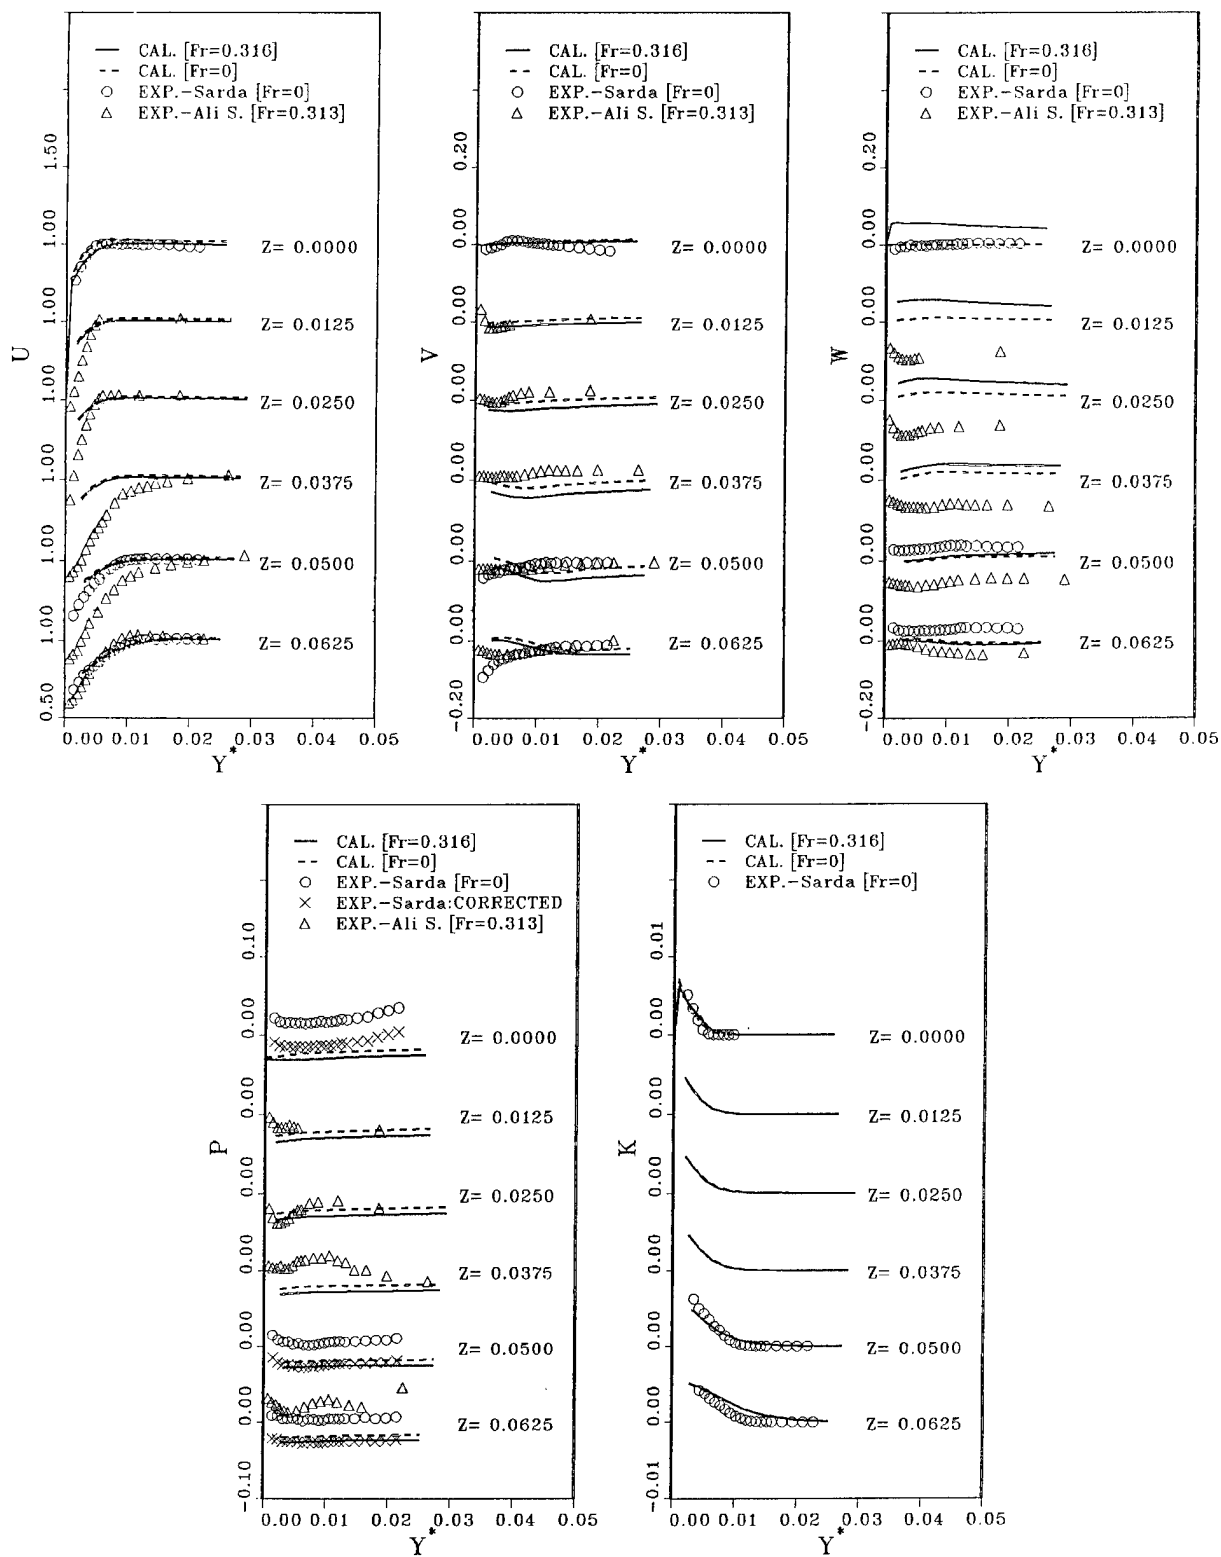 CAL. [Fr=0.316]
CAL. [Fr=0]
EXP.-Sarda [Fr=0]
EXP.-Ali S. [Fr=0.313]
1.50
1.00
1.00
1.00
1.00
1.00
1.00
0.50
U
Z= 0.0000
Z= 0.0125
Z= 0.0250
Z= 0.0375
Z= 0.0500
Z= 0.0625
0.00 0.01 0.02 0.03 0.04 0.05
Y*
CAL. [Fr=0.316]
CAL. [Fr=0]
EXP.-Sarda [Fr=0]
EXP.-Ali S. [Fr=0.313]
0.20
0.00
0.00
0.00
0.00
0.00
0.00
-0.20
V
Z= 0.0000
Z= 0.0125
Z= 0.0250
Z= 0.0375
Z= 0.0500
Z= 0.0625
0.00 0.01 0.02 0.03 0.04 0.05
Y*
CAL. [Fr=0.316]
CAL. [Fr=0]
EXP.-Sarda [Fr=0]
EXP.-Ali S. [Fr=0.313]
0.20
0.00
0.00
0.00
0.00
0.00
0.00
-0.20
W
Z= 0.0000
Z= 0.0125
Z= 0.0250
Z= 0.0375
Z= 0.0500
Z= 0.0625
0.00 0.01 0.02 0.03 0.04 0.05
Y*
CAL. [Fr=0.316]
CAL. [Fr=0]
EXP.-Sarda [Fr=0]
EXP.-Sarda:CORRECTED
EXP.-Ali S. [Fr=0.313]
0.10
0.00
0.00
0.00
0.00
0.00
0.00
-0.10
P
Z= 0.0000
Z= 0.0125
Z= 0.0250
Z= 0.0375
Z= 0.0500
Z= 0.0625
0.00 0.01 0.02 0.03 0.04 0.05
Y*
CAL. [Fr=0.316]
CAL. [Fr=0]
EXP.-Sarda [Fr=0]
0.01
0.00
0.00
0.00
0.00
0.00
0.00
-0.01
K
Z= 0.0000
Z= 0.0125
Z= 0.0250
Z= 0.0375
Z= 0.0500
Z= 0.0625
0.00 0.01 0.02 0.03 0.04 0.05
Y*